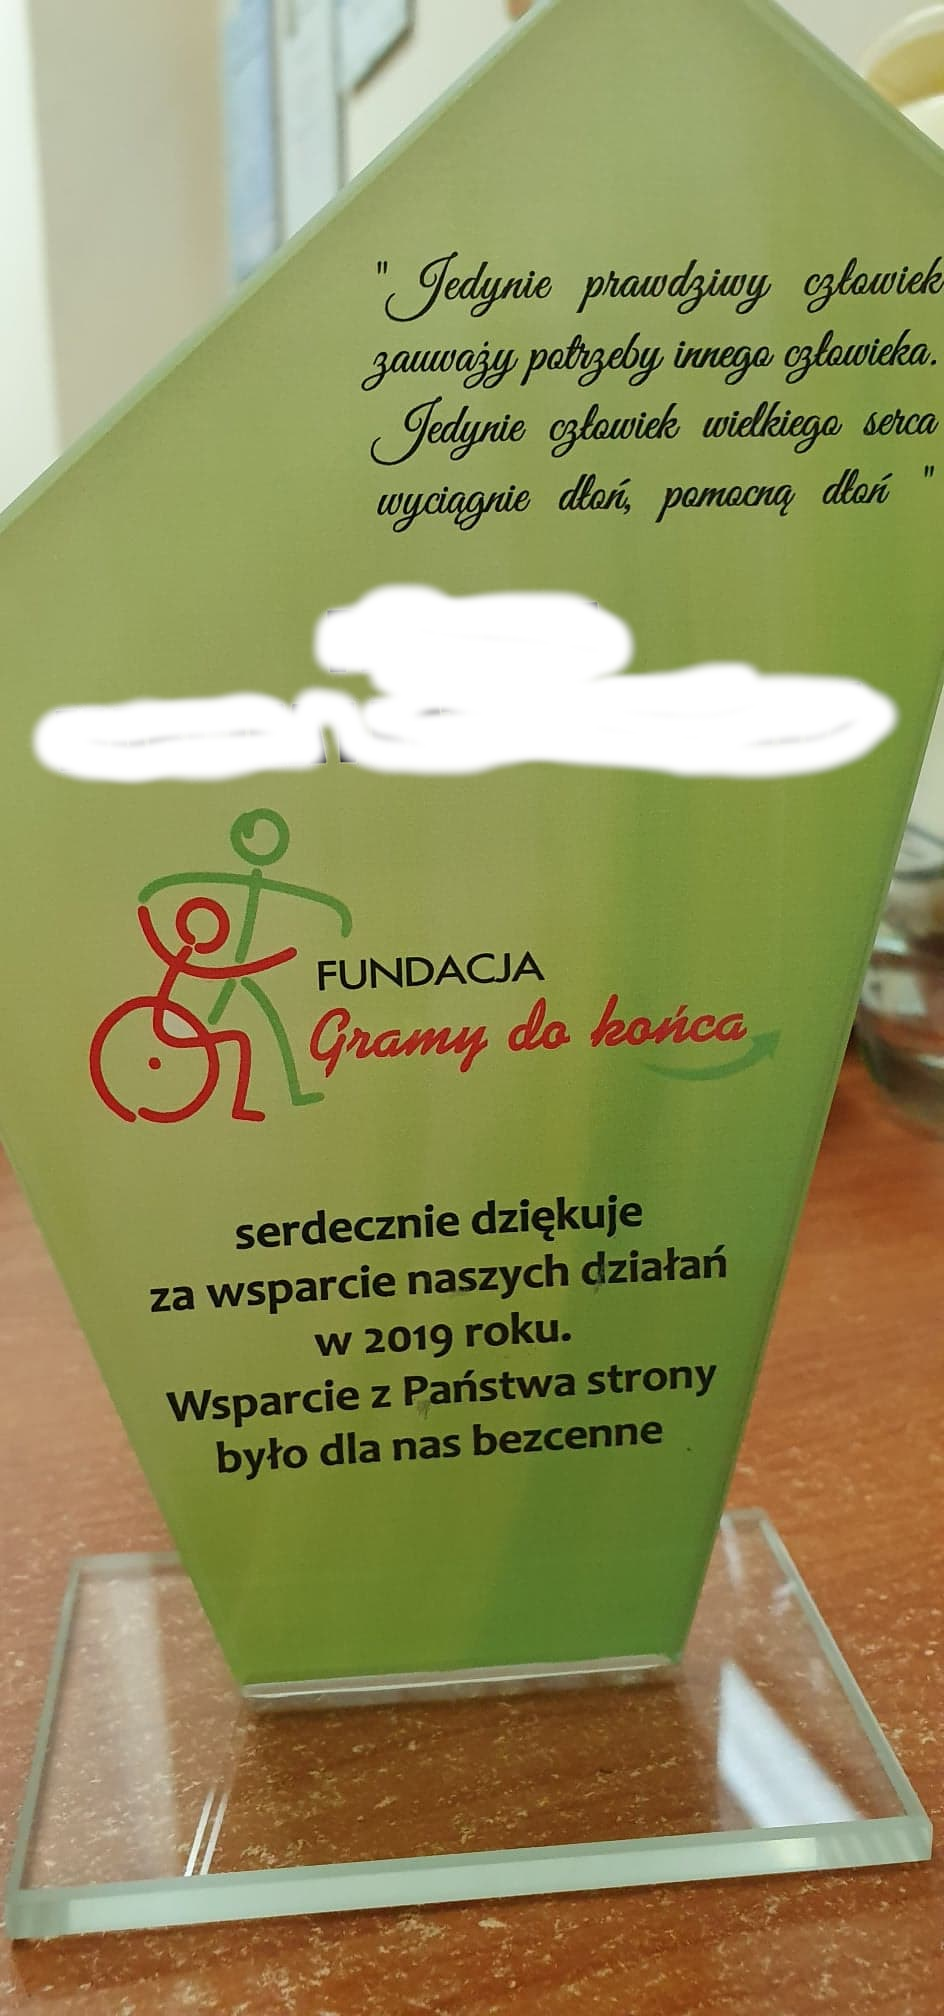 " Jedynie prawdziwy człowiek
zauważy potrzeby innego człowieka.
Jedynie człowiek wielkiego serca
wyciągnie dłoń, pomocną dłoń "
FUNDACJA
Gramy do końca
serdecznie dziękuje
za wsparcie naszych działań
w 2019 roku.
Wsparcie z Państwa strony
było dla nas bezcenne